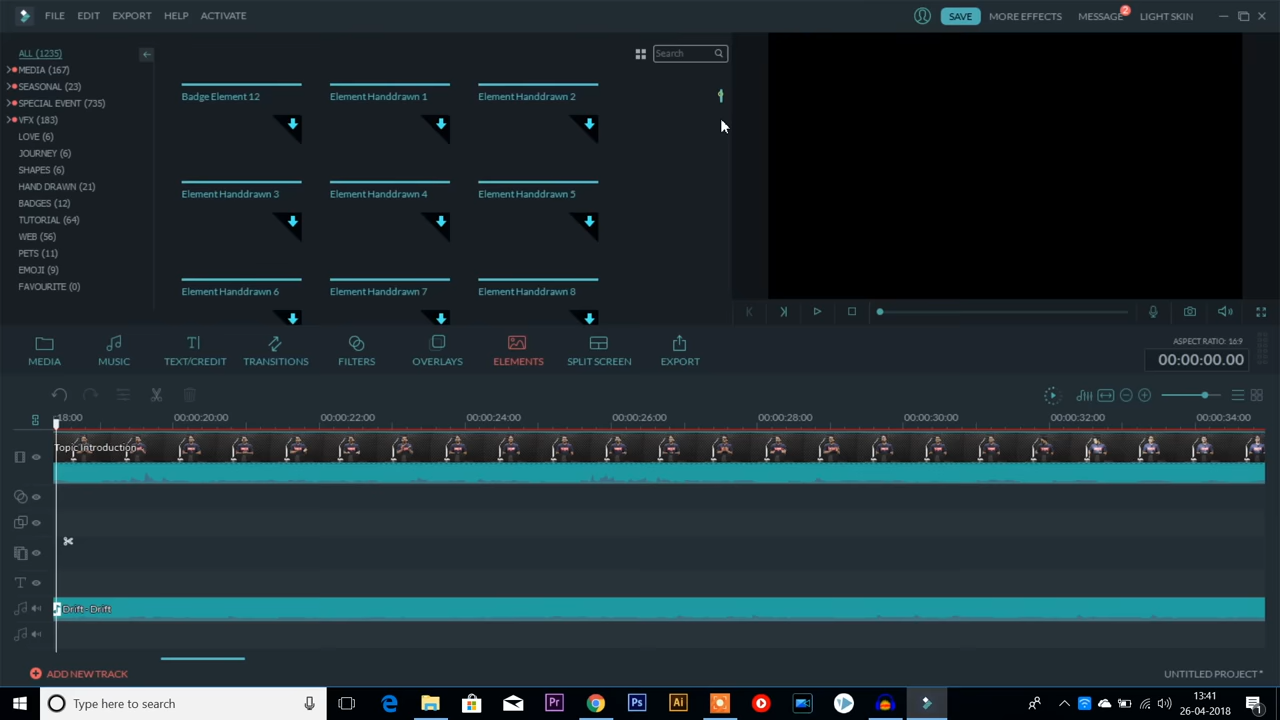 FILE EDIT EXPORT HELP ACTIVATE SAVE MORE EFFECTS MESSAGE 2 LIGHT SKIN
ALL (1235)
MEDIA (167)
SEASONAL (23)
SPECIAL EVENT (735)
VFX (183)
LOVE (6)
JOURNEY (6)
SHAPES (6)
HAND DRAWN (21)
BADGES (12)
TUTORIAL (64)
WEB (56)
PETS (11)
EMOJI (9)
FAVOURITE (0)
Search
Badge Element 12 Element Handdrawn 1 Element Handdrawn 2
Element Handdrawn 3 Element Handdrawn 4 Element Handdrawn 5
Element Handdrawn 6 Element Handdrawn 7 Element Handdrawn 8
MEDIA MUSIC TEXT/CREDIT TRANSITIONS FILTERS OVERLAYS ELEMENTS SPLIT SCREEN EXPORT
ASPECT RATIO: 16:9
00:00:00.00
:18:00 00:00:20:00 00:00:22:00 00:00:24:00 00:00:26:00 00:00:28:00 00:00:30:00 00:00:32:00 00:00:34:00
Topic Introduction
T
Drift - Drift
ADD NEW TRACK UNTITLED PROJECT *
Type here to search
Pr Ps Ai
13:41
26-04-2018